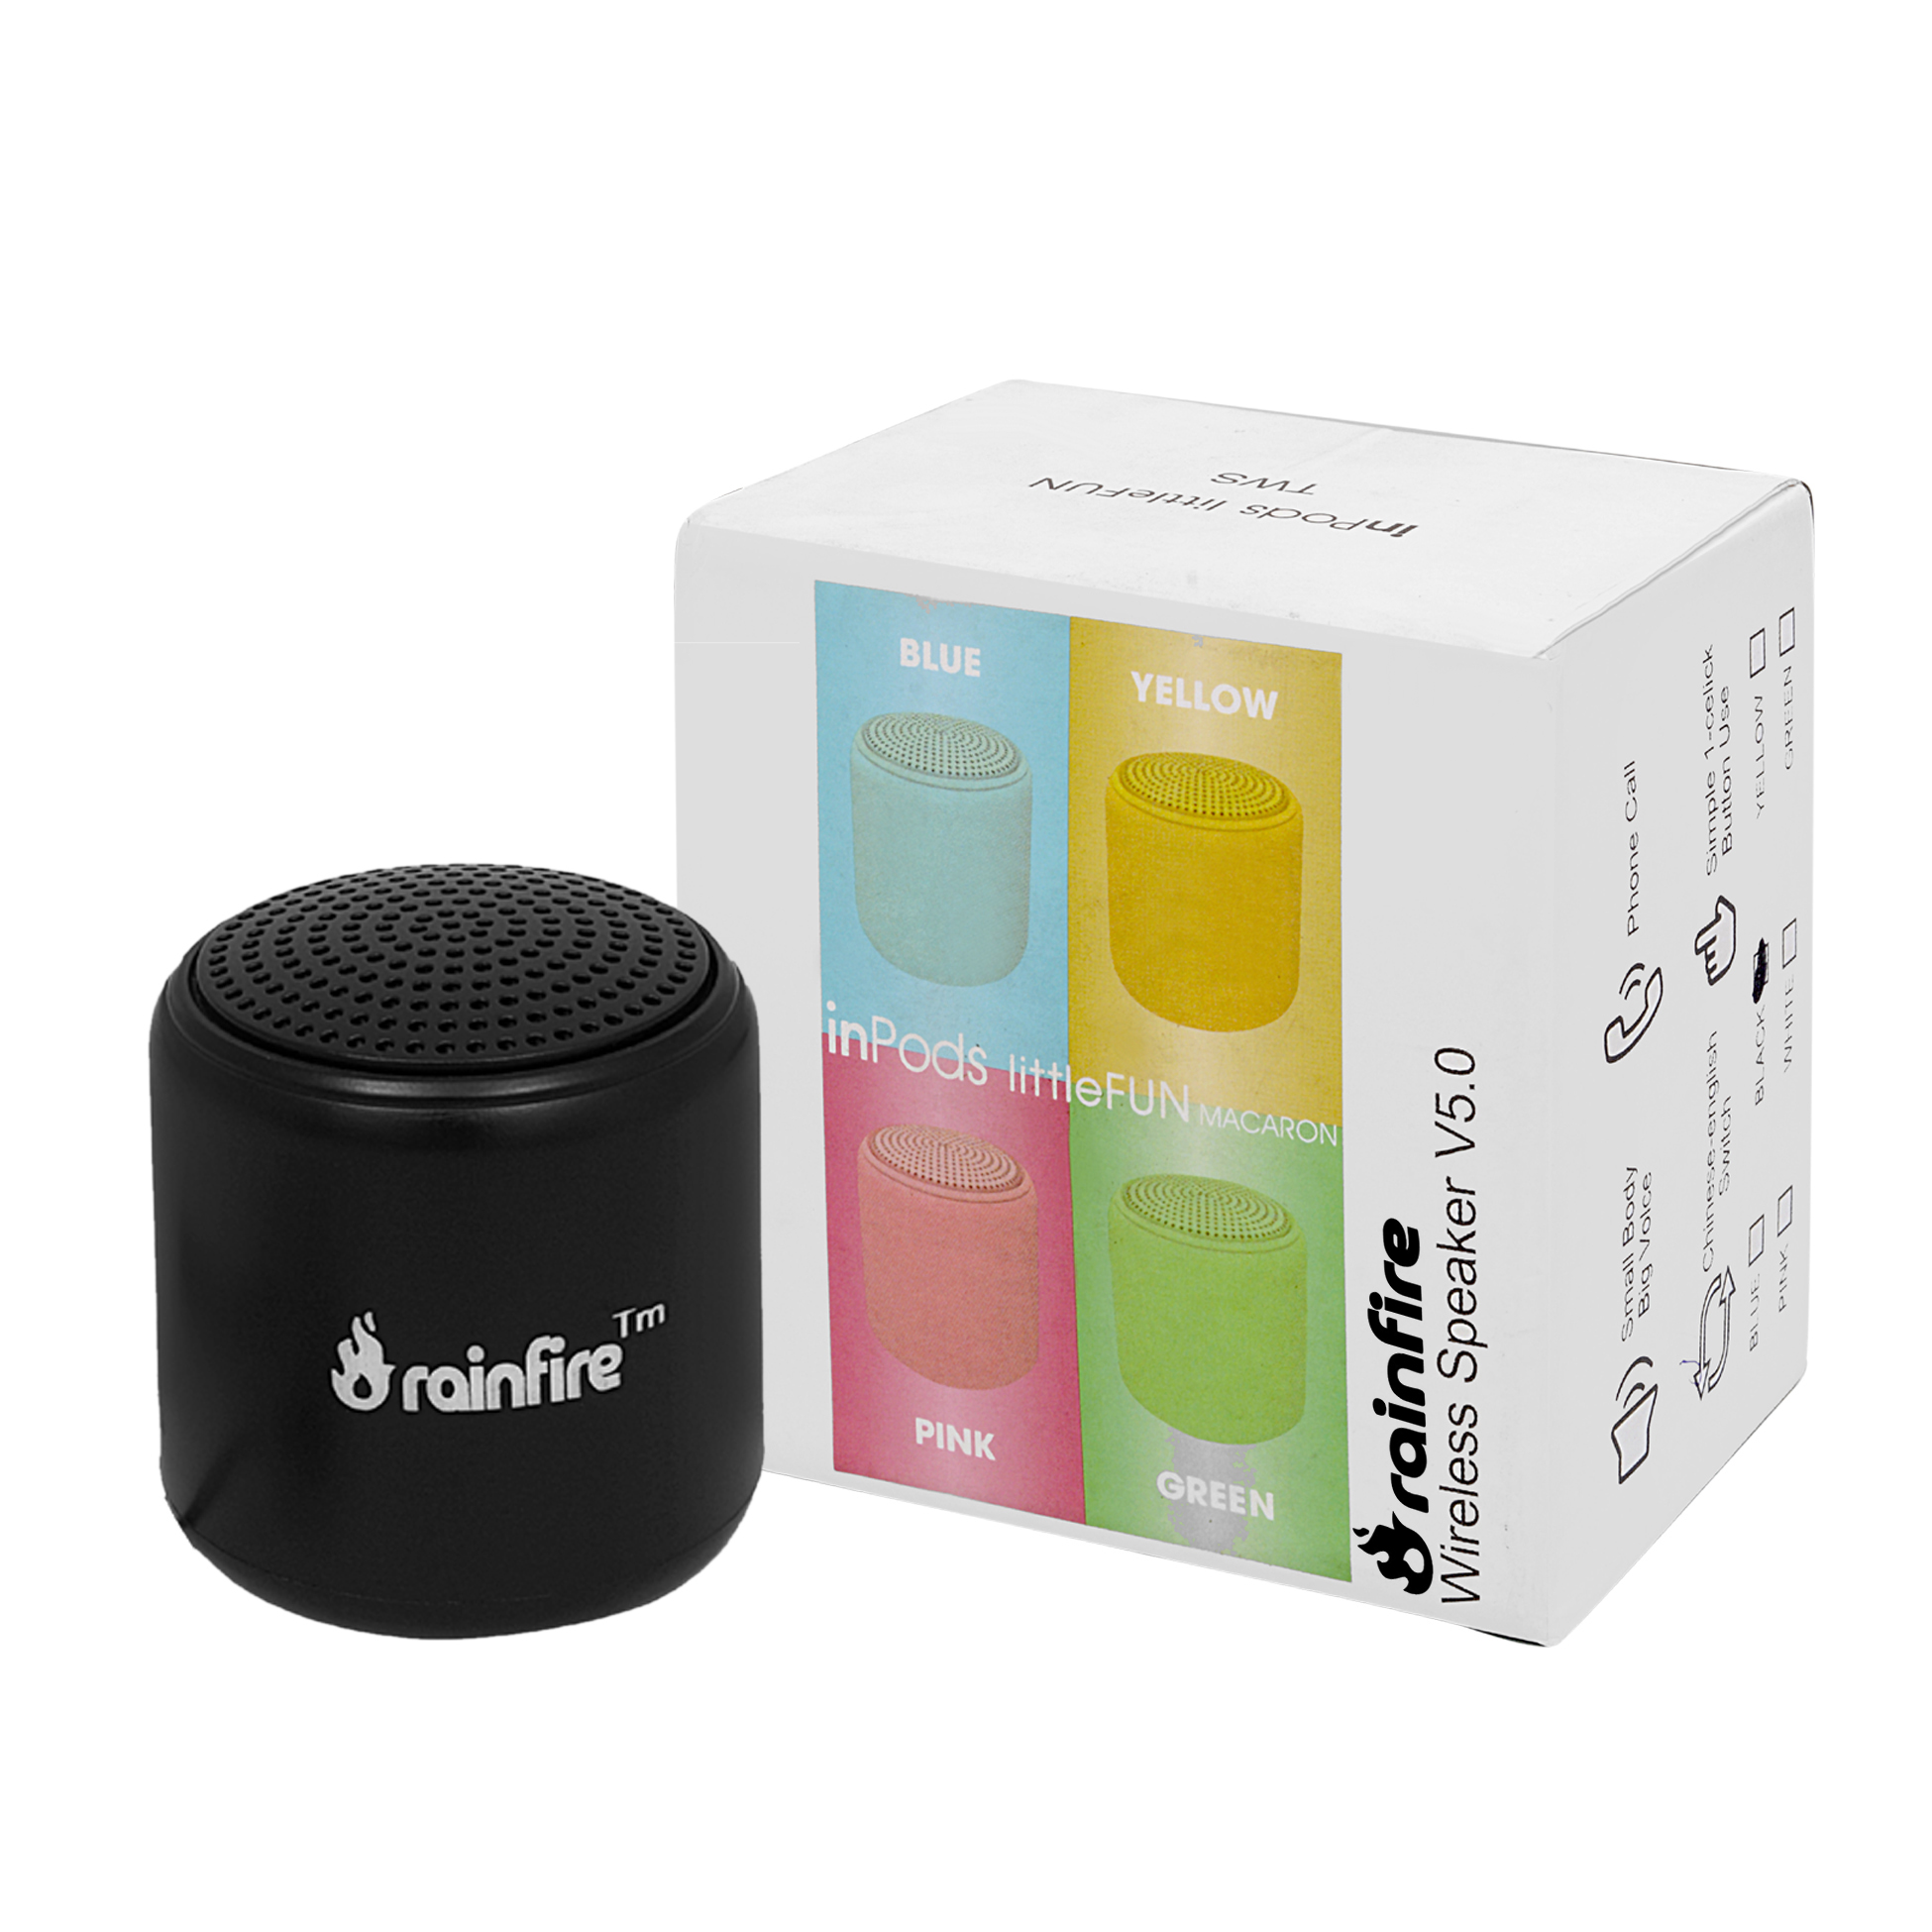 inPods littleFUN
TWS
BLUE
YELLOW
inPods littleFUN MACARON
PINK
GREEN
rainfire
Wireless Speaker V5.0
Small Body
Big Voice
Phone Call
Chinese-english
Switch
Simple 1-celick
Button Use
BLUE
BLACK
YELLOW
PINK
WHITE
GREEN
rainfire™